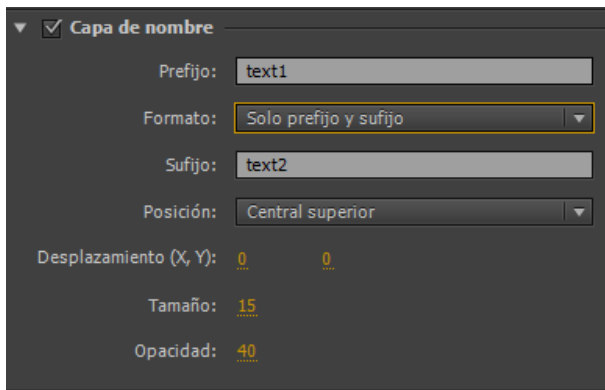 Capa de nombre
Prefijo: text1
Formato: Solo prefijo y sufijo
Sufijo: text2
Posición: Central superior
Desplazamiento (X, Y): 0 0
Tamaño: 15
Opacidad: 40